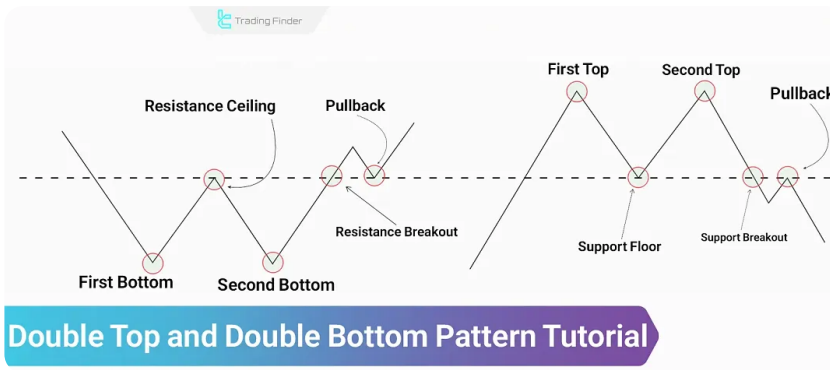 Trading Finder
First Top
Second Top
Resistance Ceiling
Pullback
Pullback
Resistance Breakout
Support Floor
Support Breakout
First Bottom
Second Bottom
Double Top and Double Bottom Pattern Tutorial